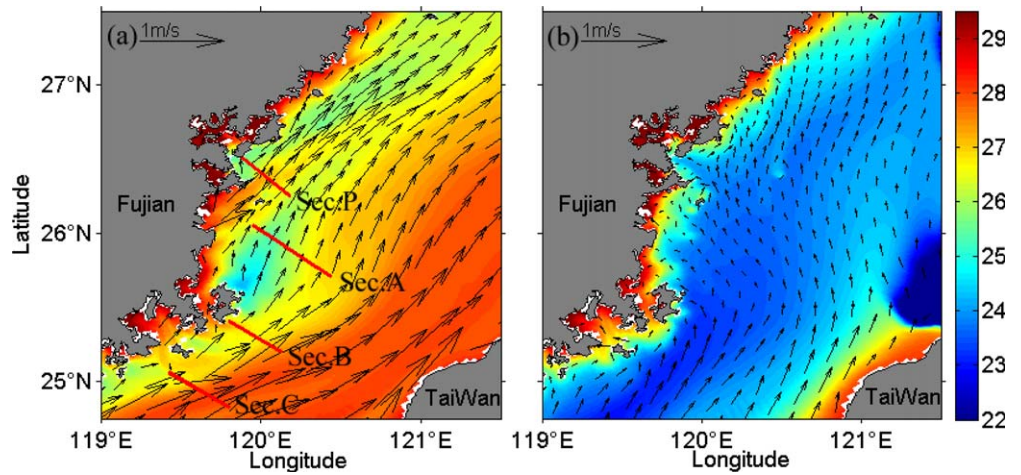 (a) 1m/s
27°N
26°N
25°N
Latitude
Fujian
Sec.P
Sec.A
Sec.B
Sec.C
TaiWan
119°E 120°E 121°E
Longitude
(b) 1m/s
TaiWan
119°E 120°E 121°E
Longitude
29
28
27
26
25
24
23
22